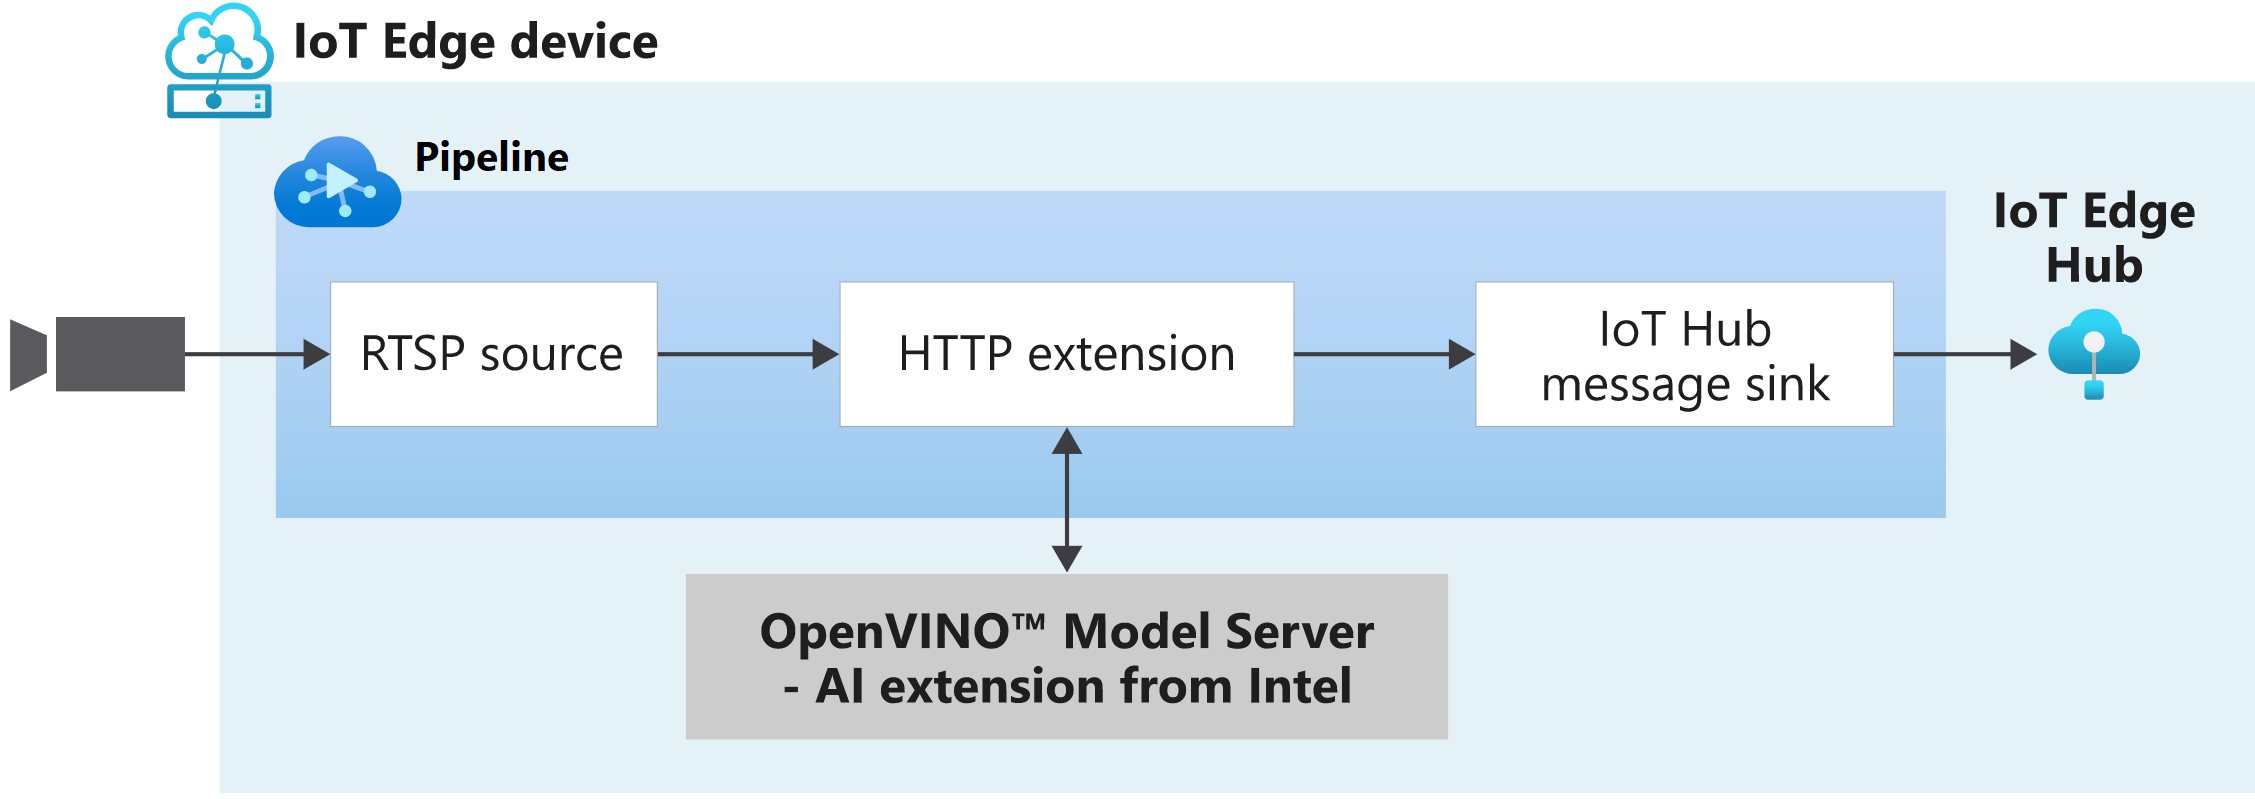 IoT Edge device
Pipeline
IoT Edge
Hub
RTSP source
HTTP extension
IoT Hub
message sink
OpenVINO™ Model Server
- AI extension from Intel